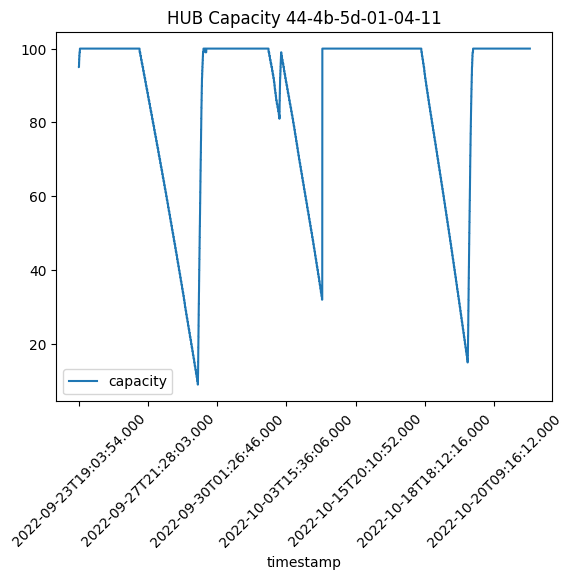 HUB Capacity 44-4b-5d-01-04-11
100
80
60
40
20
capacity
2022-09-23T19:03:54.000
2022-09-27T21:28:03.000
2022-09-30T01:26:46.000
2022-10-03T15:36:06.000
2022-10-15T20:10:52.000
2022-10-18T18:12:16.000
2022-10-20T09:16:12.000
timestamp